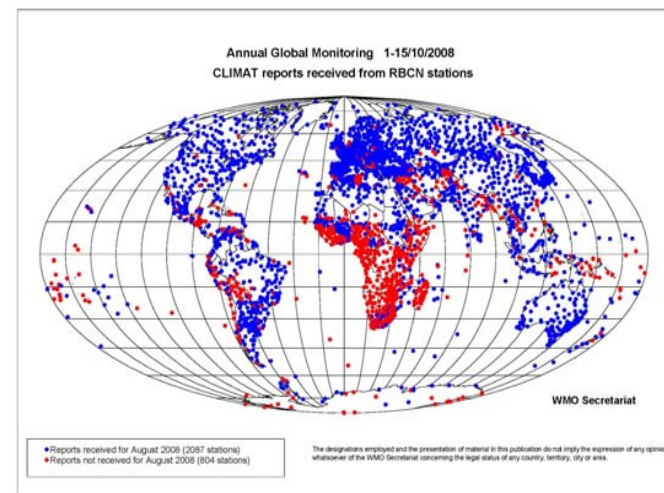 Annual Global Monitoring 1-15/10/2008
CLIMAT reports received from RBCN stations
WMO Secretariat
Reports received for August 2008 (2087 stations)
Reports not received for August 2008 (804 stations)
The designations employed and the presentation of material in this publication do not imply the expression of any opinio
whatsoever of the WMO Secretariat concerning the legal status of any country, territory, city or area.